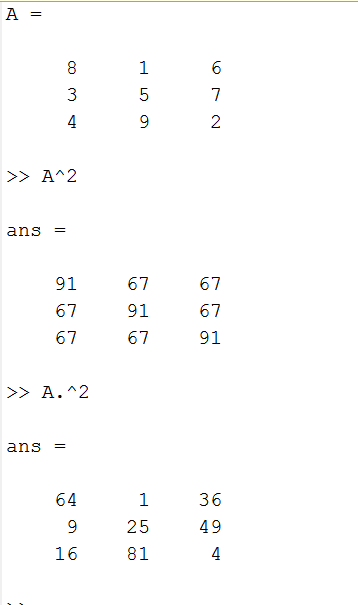 A =
8 1 6
3 5 7
4 9 2
>> A^2
ans =
91 67 67
67 91 67
67 67 91
>> A.^2
ans =
64 1 36
9 25 49
16 81 4
>>